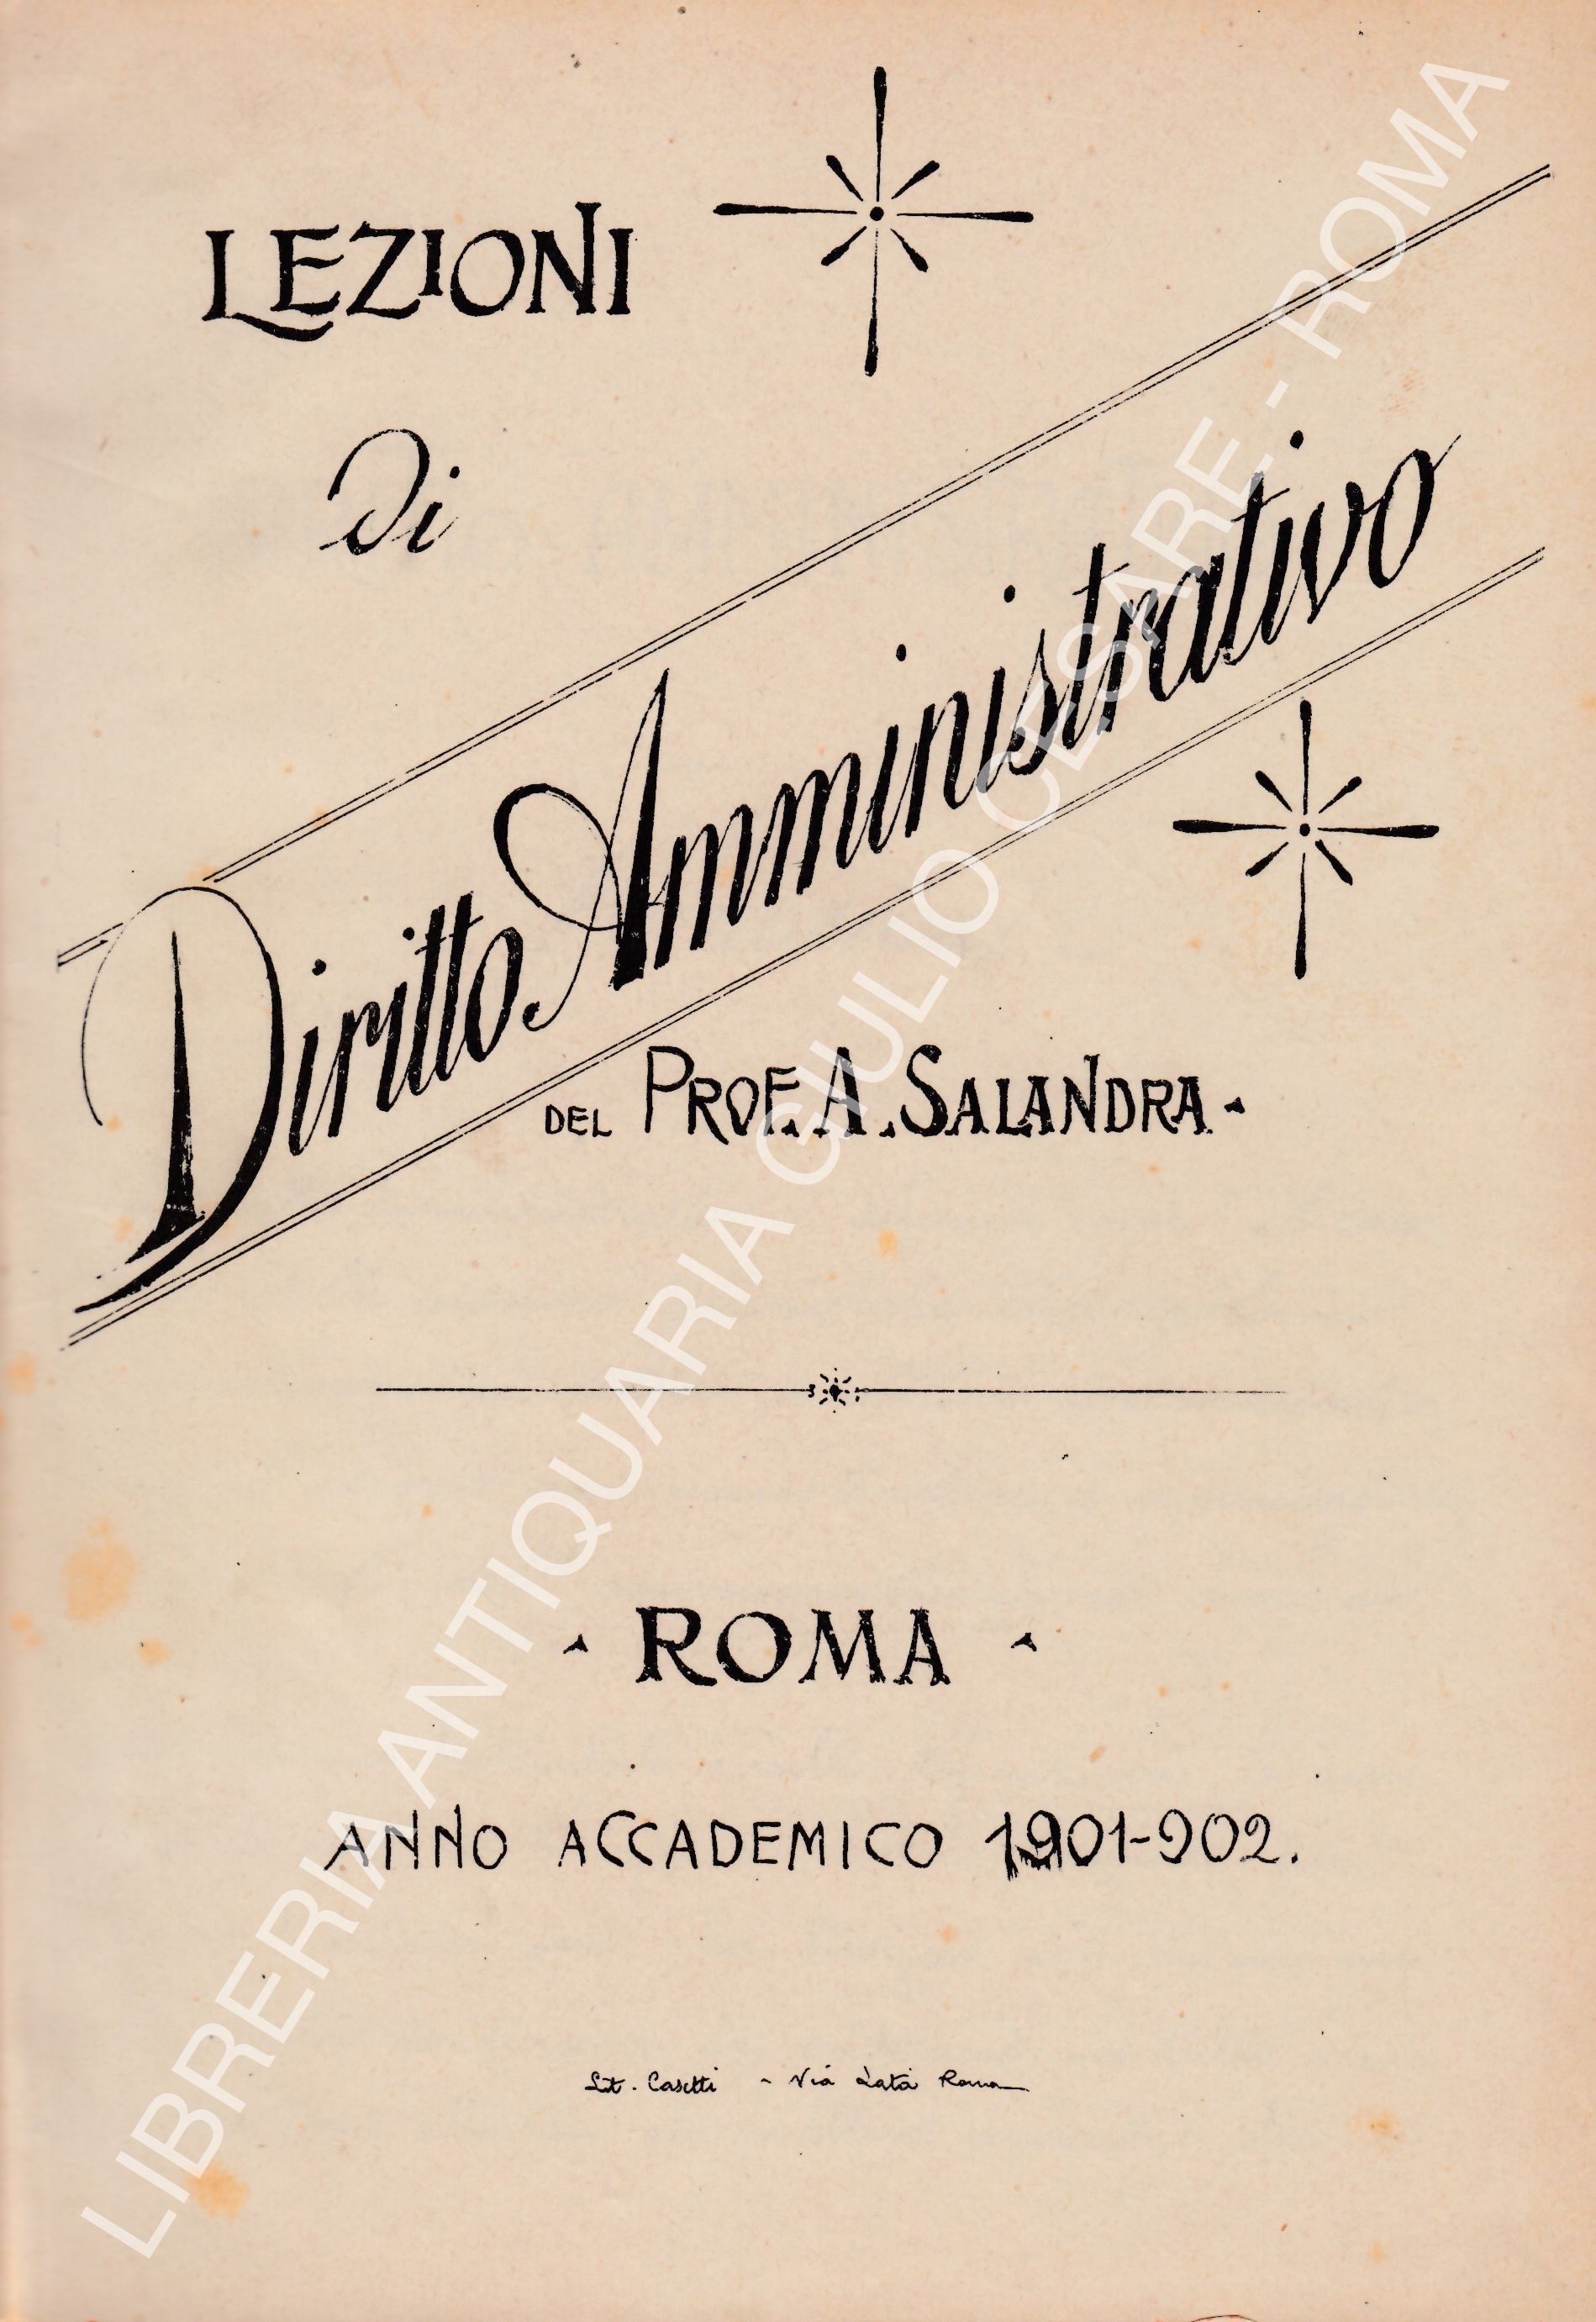 LEZIONI
di
Diritto Amministrativo
DEL PROF. A. SALANDRA -
- ROMA -
ANNO ACCADEMICO 1901-902.
Lit. Casetti - Via Lata Roma
LIBRERIA ANTIQUARIA GIULIO CESARE - ROMA